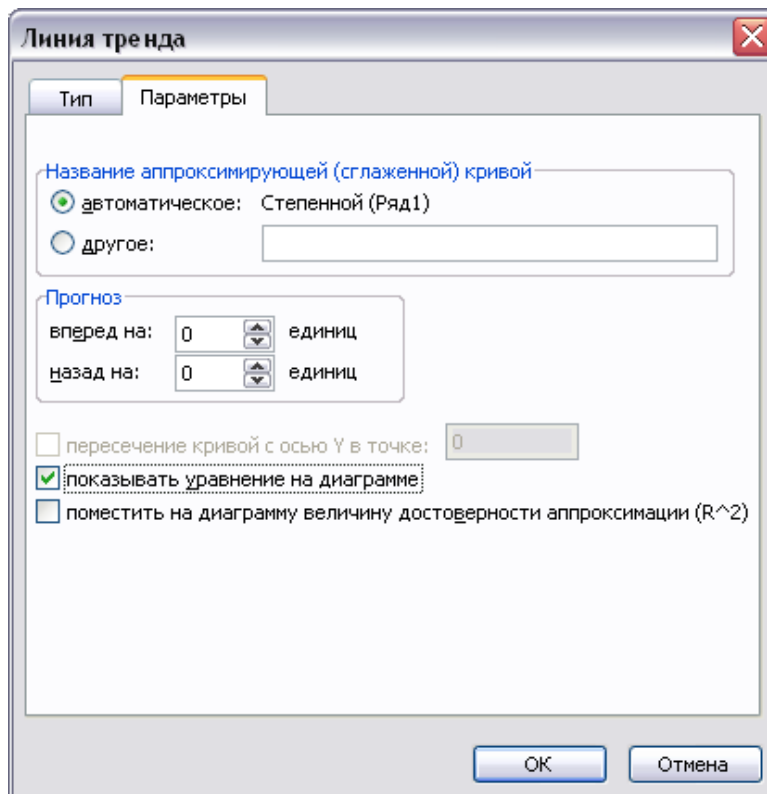 Линия тренда
Тип
Параметры
Название аппроксимирующей (сглаженной) кривой
автоматическое: Степенной (Ряд1)
другое:
Прогноз
вперед на: 0 единиц
назад на: 0 единиц
пересечение кривой с осью Y в точке: 0
показывать уравнение на диаграмме
поместить на диаграмму величину достоверности аппроксимации (R^2)
ОК
Отмена